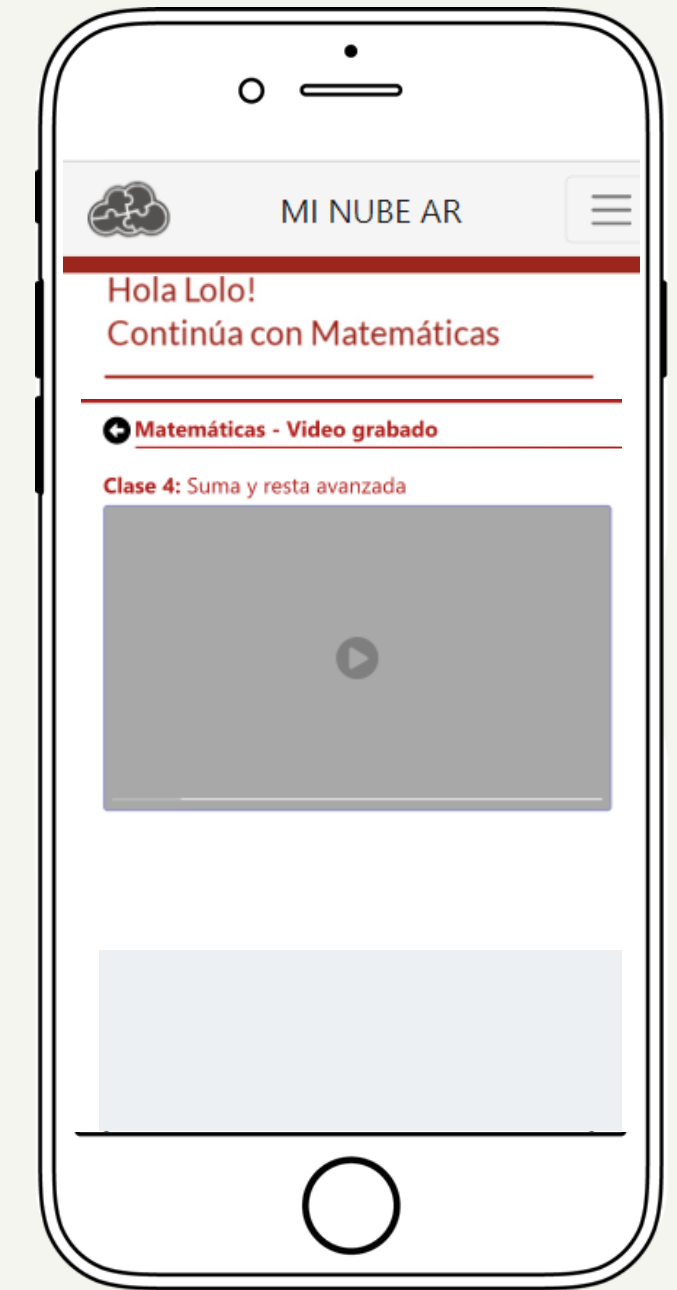 MI NUBE AR
Hola Lolo!
Continúa con Matemáticas
Matemáticas - Video grabado
Clase 4: Suma y resta avanzada